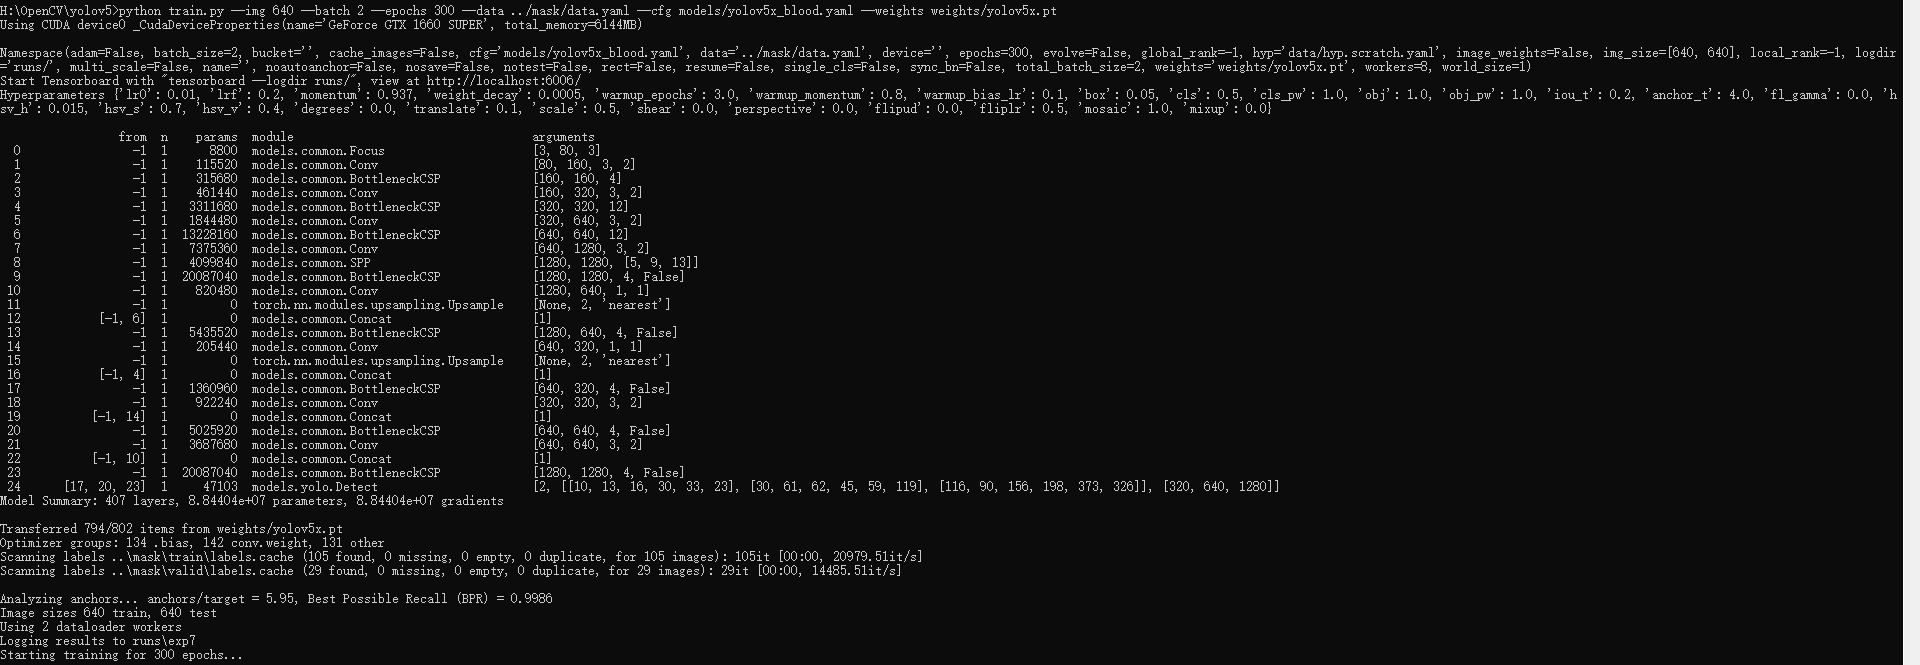 H:\OpenCV\yolov5>python train.py --img 640 --batch 2 --epochs 300 --data ../mask/data.yaml --cfg models/yolov5x_blood.yaml --weights weights/yolov5x.pt
Using CUDA device0 _CudaDeviceProperties(name='GeForce GTX 1660 SUPER', total_memory=6144MB)
Namespace(adam=False, batch_size=2, bucket='', cache_images=False, cfg='models/yolov5x_blood.yaml', data='../mask/data.yaml', device='', epochs=300, evolve=False, global_rank=-1, hyp='data/hyp.scratch.yaml', image_weights=False, img_size=[640, 640], local_rank=-1, logdir
='runs/', multi_scale=False, name='', noautoanchor=False, nosave=False, notest=False, rect=False, resume=False, single_cls=False, sync_bn=False, total_batch_size=2, weights='weights/yolov5x.pt', workers=8, world_size=1)
Start Tensorboard with "tensorboard --logdir runs/", view at http://localhost:6006/
Hyperparameters {'lr0': 0.01, 'lrf': 0.2, 'momentum': 0.937, 'weight_decay': 0.0005, 'warmup_epochs': 3.0, 'warmup_momentum': 0.8, 'warmup_bias_lr': 0.1, 'box': 0.05, 'cls': 0.5, 'cls_pw': 1.0, 'obj': 1.0, 'obj_pw': 1.0, 'iou_t': 0.2, 'anchor_t': 4.0, 'fl_gamma': 0.0, 'h
sv_h': 0.015, 'hsv_s': 0.7, 'hsv_v': 0.4, 'degrees': 0.0, 'translate': 0.1, 'scale': 0.5, 'shear': 0.0, 'perspective': 0.0, 'flipud': 0.0, 'fliplr': 0.5, 'mosaic': 1.0, 'mixup': 0.0}
from n params module arguments
0 -1 1 8800 models.common.Focus [3, 80, 3]
1 -1 1 115520 models.common.Conv [80, 160, 3, 2]
2 -1 1 315680 models.common.BottleneckCSP [160, 160, 4]
3 -1 1 461440 models.common.Conv [160, 320, 3, 2]
4 -1 1 3311680 models.common.BottleneckCSP [320, 320, 12]
5 -1 1 1844480 models.common.Conv [320, 640, 3, 2]
6 -1 1 13228160 models.common.BottleneckCSP [640, 640, 12]
7 -1 1 7375360 models.common.Conv [640, 1280, 3, 2]
8 -1 1 4099840 models.common.SPP [1280, 1280, [5, 9, 13]]
9 -1 1 20087040 models.common.BottleneckCSP [1280, 1280, 4, False]
10 -1 1 820480 models.common.Conv [1280, 640, 1, 1]
11 -1 1 0 torch.nn.modules.upsampling.Upsample [None, 2, 'nearest']
12 [-1, 6] 1 0 models.common.Concat [1]
13 -1 1 5435520 models.common.BottleneckCSP [1280, 640, 4, False]
14 -1 1 205440 models.common.Conv [640, 320, 1, 1]
15 -1 1 0 torch.nn.modules.upsampling.Upsample [None, 2, 'nearest']
16 [-1, 4] 1 0 models.common.Concat [1]
17 -1 1 1360960 models.common.BottleneckCSP [640, 320, 4, False]
18 -1 1 922240 models.common.Conv [320, 320, 3, 2]
19 [-1, 14] 1 0 models.common.Concat [1]
20 -1 1 5025920 models.common.BottleneckCSP [640, 640, 4, False]
21 -1 1 3687680 models.common.Conv [640, 640, 3, 2]
22 [-1, 10] 1 0 models.common.Concat [1]
23 -1 1 20087040 models.common.BottleneckCSP [1280, 1280, 4, False]
24 [17, 20, 23] 1 47103 models.yolo.Detect [2, [[10, 13, 16, 30, 33, 23], [30, 61, 62, 45, 59, 119], [116, 90, 156, 198, 373, 326]], [320, 640, 1280]]
Model Summary: 407 layers, 8.84404e+07 parameters, 8.84404e+07 gradients
Transferred 794/802 items from weights/yolov5x.pt
Optimizer groups: 134 .bias, 142 conv.weight, 131 other
Scanning labels ..\mask\train\labels.cache (105 found, 0 missing, 0 empty, 0 duplicate, for 105 images): 105it [00:00, 20979.51it/s]
Scanning labels ..\mask\valid\labels.cache (29 found, 0 missing, 0 empty, 0 duplicate, for 29 images): 29it [00:00, 14485.51it/s]
Analyzing anchors... anchors/target = 5.95, Best Possible Recall (BPR) = 0.9986
Image sizes 640 train, 640 test
Using 2 dataloader workers
Logging results to runs\exp7
Starting training for 300 epochs...